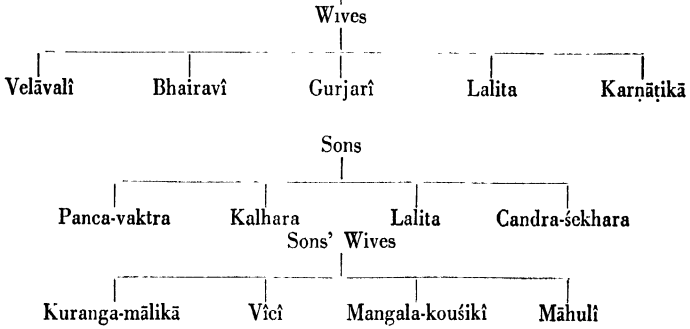 Wives
Velāvalî Bhairavî Gurjarî Lalita Karṇāṭikā
Sons
Panca-vaktra Kalhara Lalita Candra-śekhara
Sons' Wives
Kuranga-mālikā Vîcî Mangala-kouśikî Māhulî